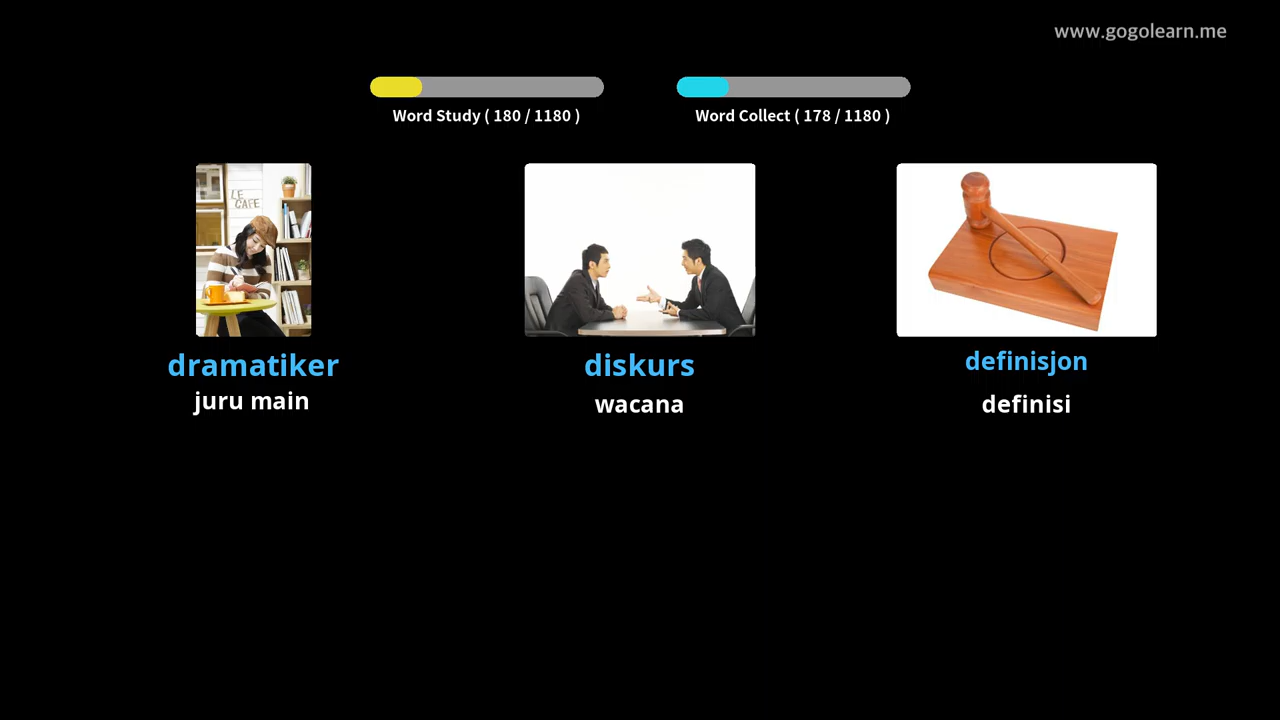 www.gogolearn.me
Word Study ( 180 / 1180 )
Word Collect ( 178 / 1180 )
LE CAFE
dramatiker
diskurs
definisjon
juru main
wacana
definisi